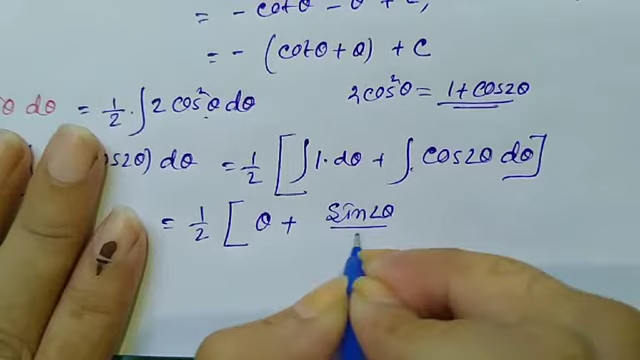 = - cotθ - θ + c,
= - (cotθ + θ) + c
θ dθ = 1/2 · ∫ 2 cos²θ dθ 2cos²θ = 1 + cos2θ
os2θ) dθ = 1/2 [ ∫ 1· dθ + ∫ cos2θ dθ ]
= 1/2 [ θ + sin2θ